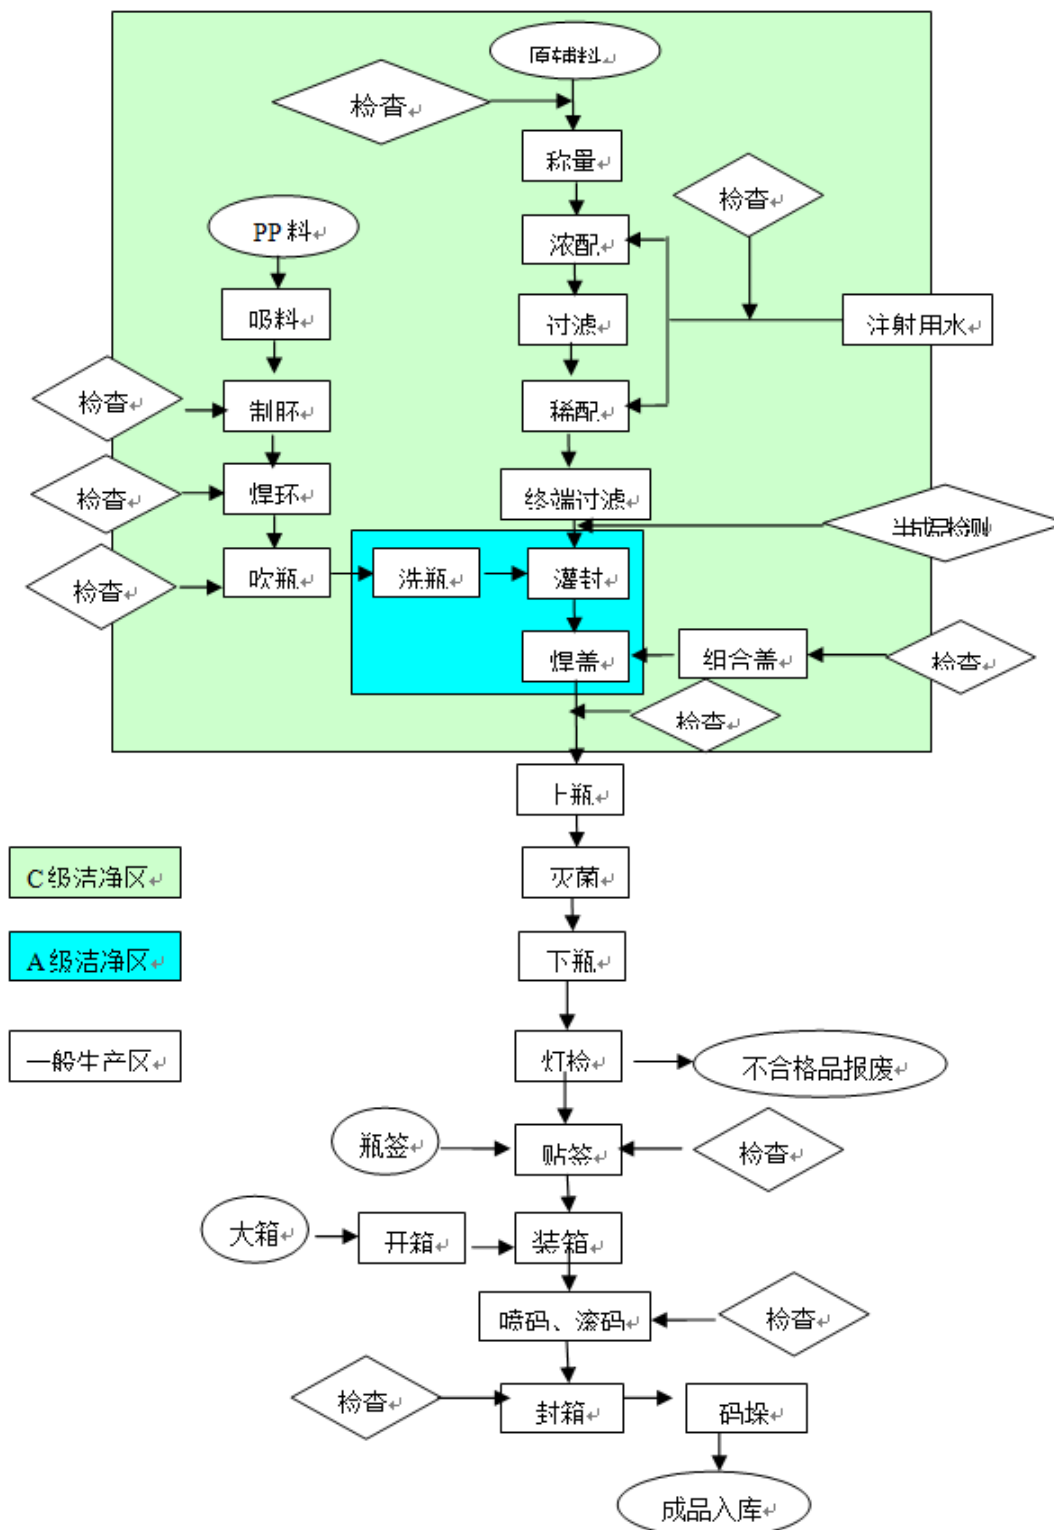 原辅料
检查
称量
检查
PP 料
浓配
吸料
过滤
注射用水
检查
制胚
稀配
检查
焊环
终端过滤
半成品检测
检查
吹瓶
洗瓶
灌封
焊盖
组合盖
检查
检查
上瓶
C 级洁净区
灭菌
A 级洁净区
下瓶
一般生产区
灯检
不合格品报废
瓶签
贴签
检查
大箱
开箱
装箱
喷码、滚码
检查
检查
封箱
码垛
成品入库